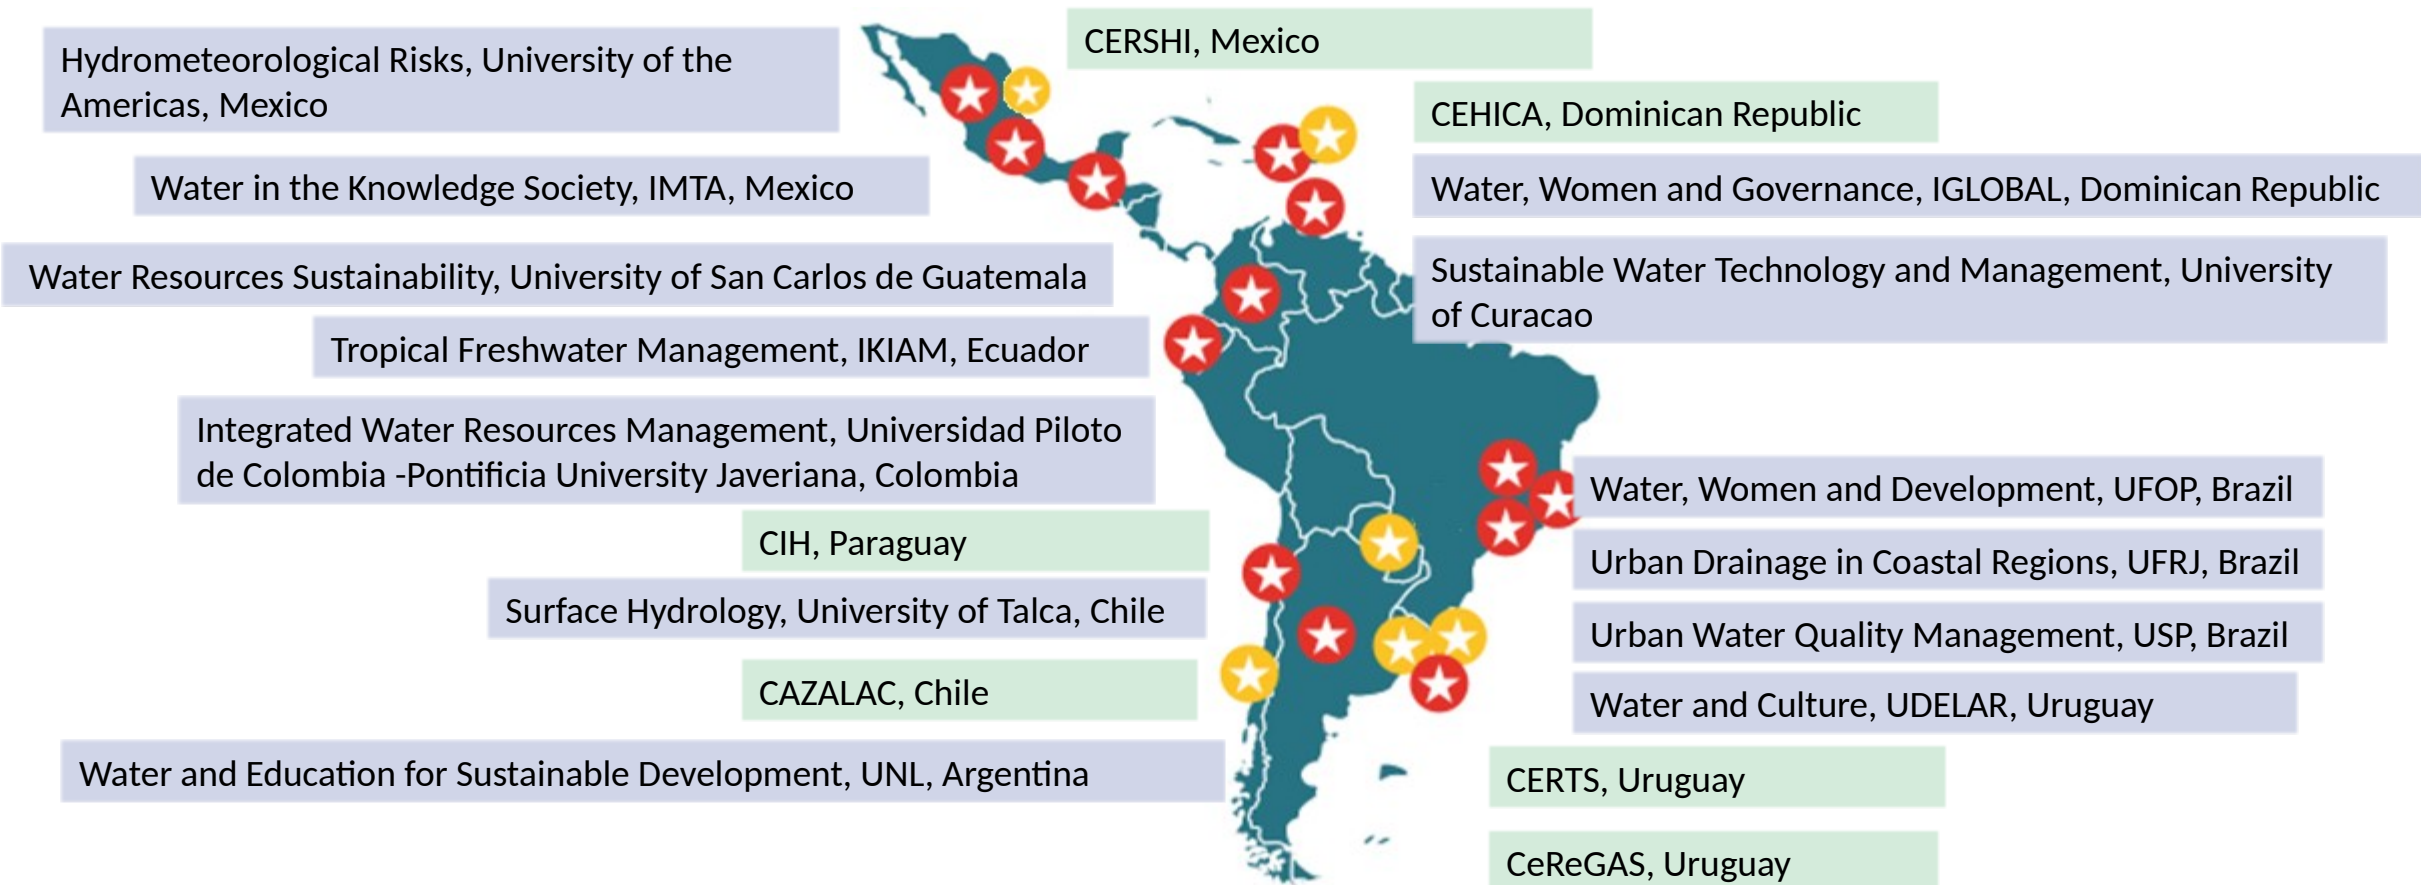 Hydrometeorological Risks, University of the
Americas, Mexico
Water in the Knowledge Society, IMTA, Mexico
Water Resources Sustainability, University of San Carlos de Guatemala
Tropical Freshwater Management, IKIAM, Ecuador
Integrated Water Resources Management, Universidad Piloto
de Colombia -Pontificia University Javeriana, Colombia
CIH, Paraguay
Surface Hydrology, University of Talca, Chile
CAZALAC, Chile
Water and Education for Sustainable Development, UNL, Argentina
CERSHI, Mexico
CEHICA, Dominican Republic
Water, Women and Governance, IGLOBAL, Dominican Republic
Sustainable Water Technology and Management, University
of Curacao
Water, Women and Development, UFOP, Brazil
Urban Drainage in Coastal Regions, UFRJ, Brazil
Urban Water Quality Management, USP, Brazil
Water and Culture, UDELAR, Uruguay
CERTS, Uruguay
CeReGAS, Uruguay